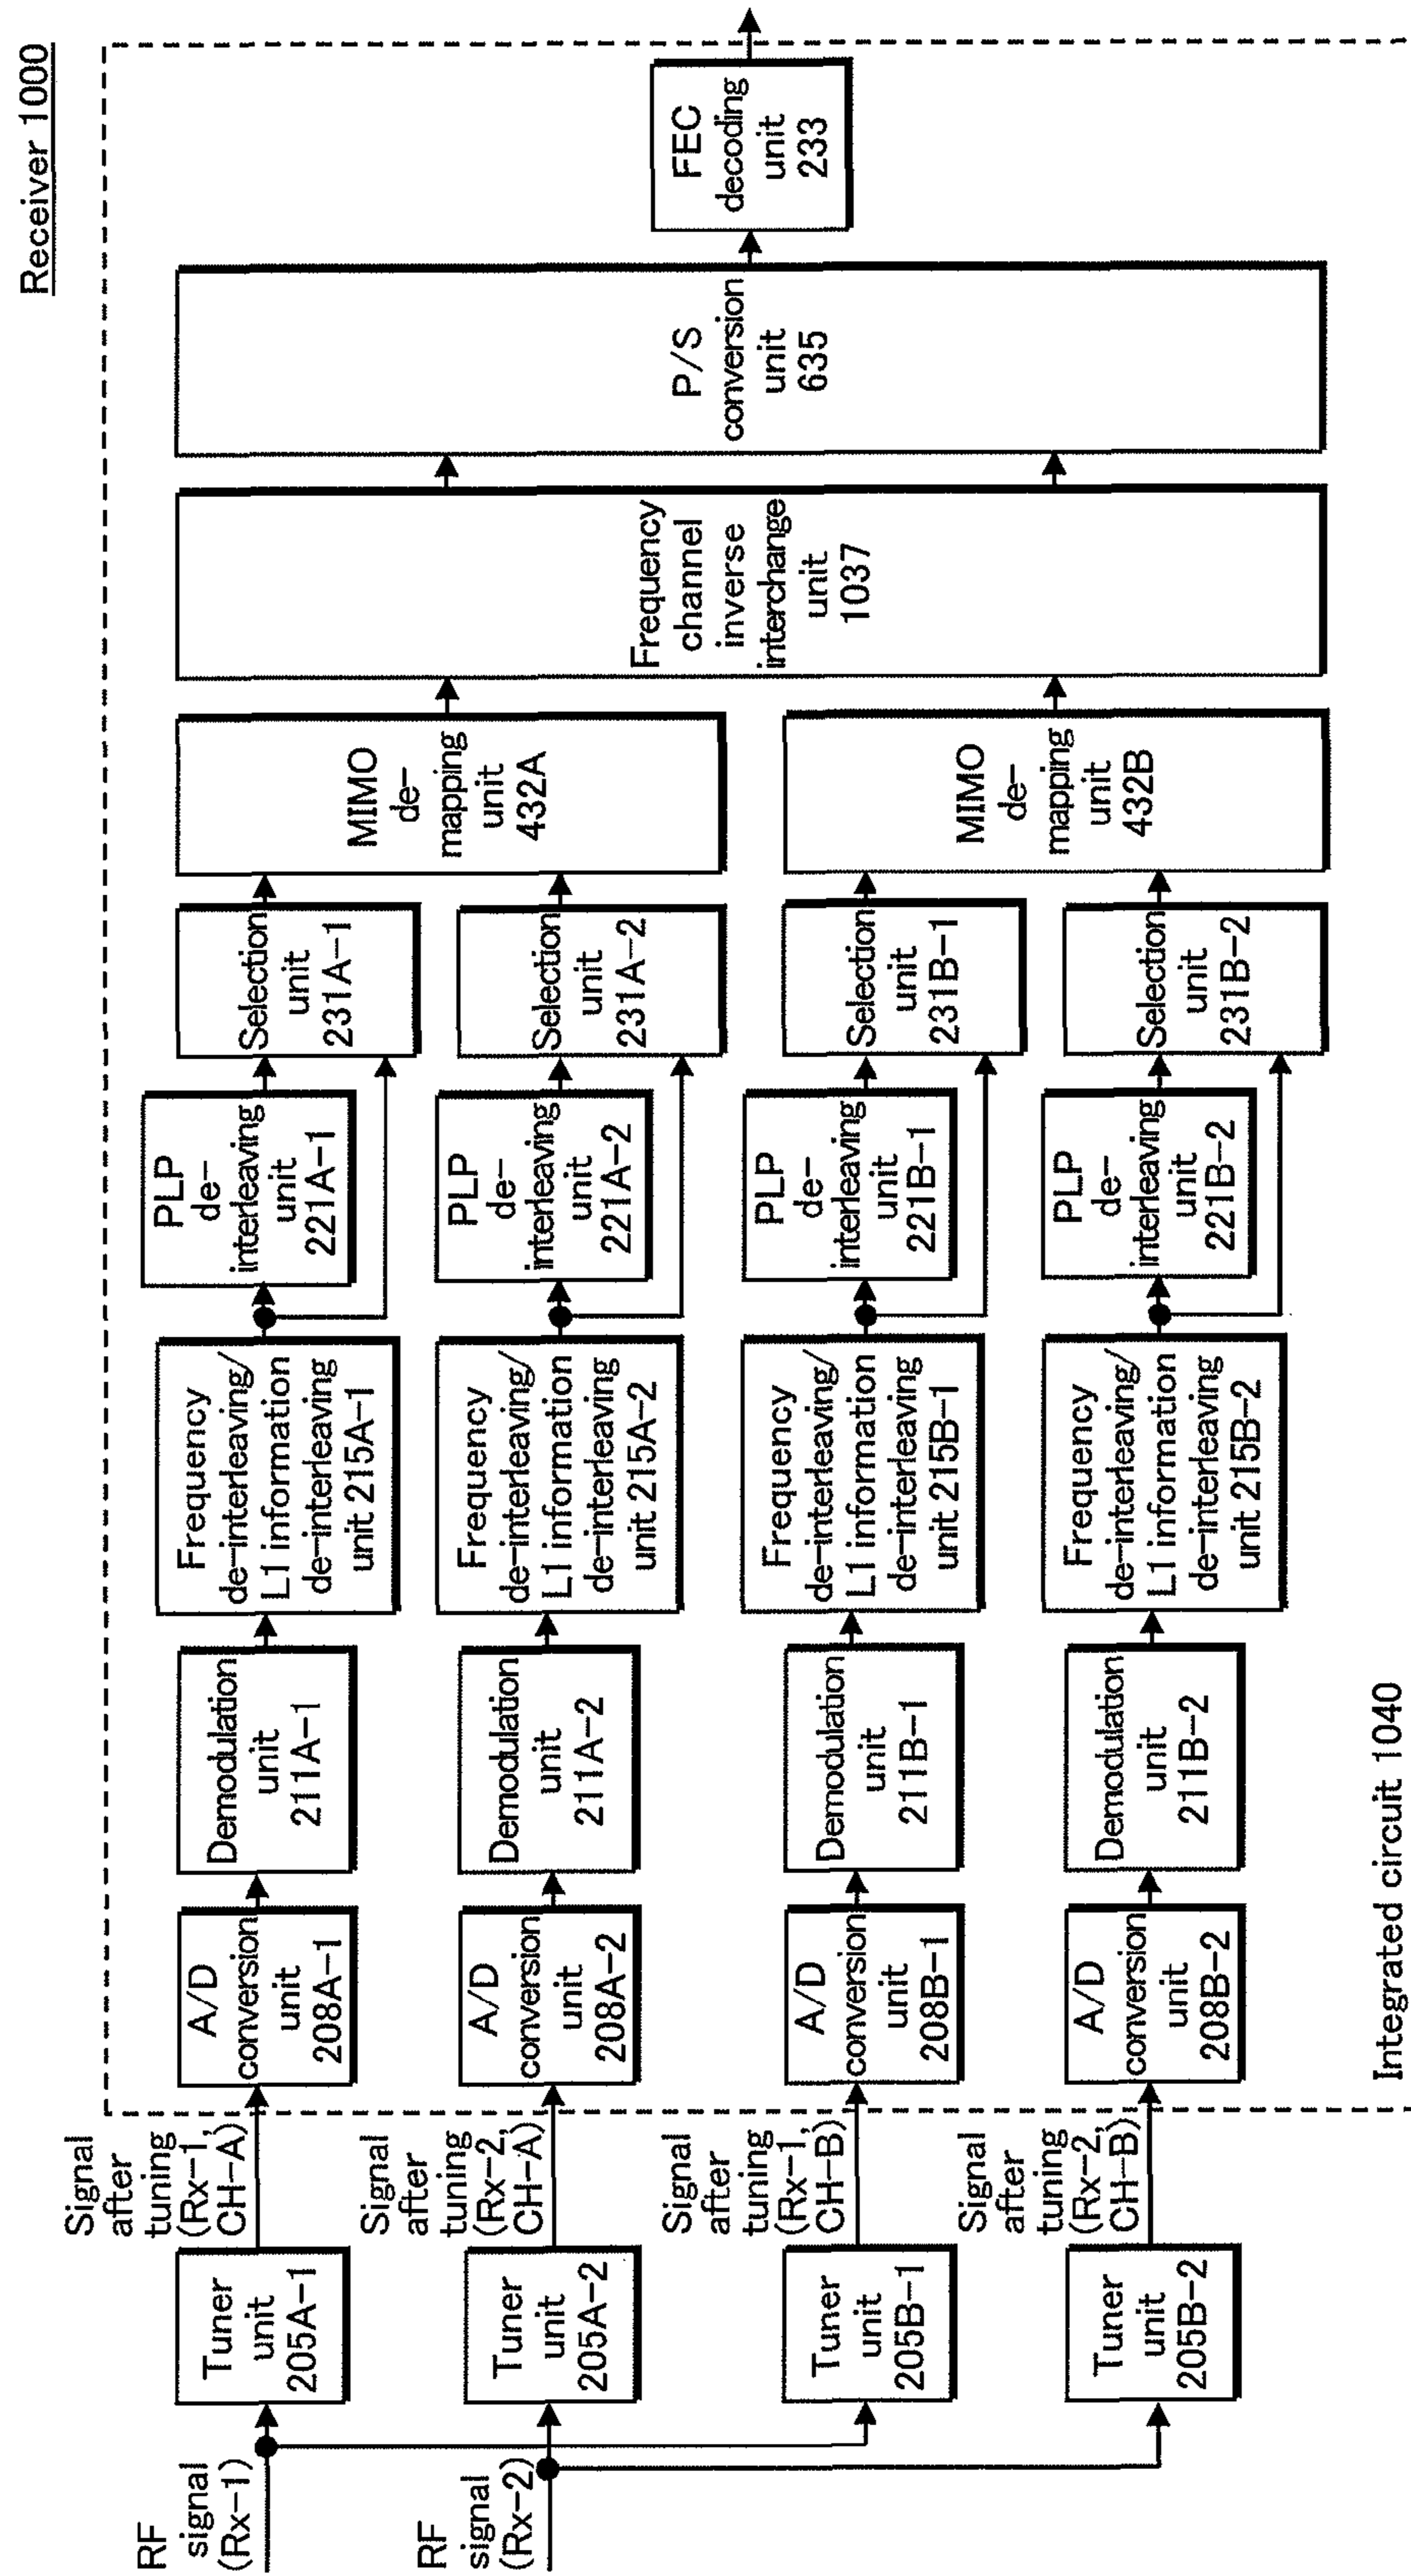 Receiver 1000
RF
signal
(Rx-1)
RF
signal
(Rx-2)
Tuner
unit
205A-1
Tuner
unit
205A-2
Tuner
unit
205B-1
Tuner
unit
205B-2
Signal
after
tuning
(Rx-1,
CH-A)
Signal
after
tuning
(Rx-2,
CH-A)
Signal
after
tuning
(Rx-1,
CH-B)
Signal
after
tuning
(Rx-2,
CH-B)
A/D
conversion
unit
208A-1
A/D
conversion
unit
208A-2
A/D
conversion
unit
208B-1
A/D
conversion
unit
208B-2
Demodulation
unit
211A-1
Demodulation
unit
211A-2
Demodulation
unit
211B-1
Demodulation
unit
211B-2
Frequency
de-interleaving/
L1 information
de-interleaving
unit 215A-1
Frequency
de-interleaving/
L1 information
de-interleaving
unit 215A-2
Frequency
de-interleaving/
L1 information
de-interleaving
unit 215B-1
Frequency
de-interleaving/
L1 information
de-interleaving
unit 215B-2
PLP
de-
interleaving
unit
221A-1
PLP
de-
interleaving
unit
221A-2
PLP
de-
interleaving
unit
221B-1
PLP
de-
interleaving
unit
221B-2
Selection
unit
231A-1
Selection
unit
231A-2
Selection
unit
231B-1
Selection
unit
231B-2
MIMO
de-
mapping
unit
432A
MIMO
de-
mapping
unit
432B
Frequency
channel
inverse
interchange
unit
1037
P/S
conversion
unit
635
FEC
decoding
unit
233
Integrated circuit 1040